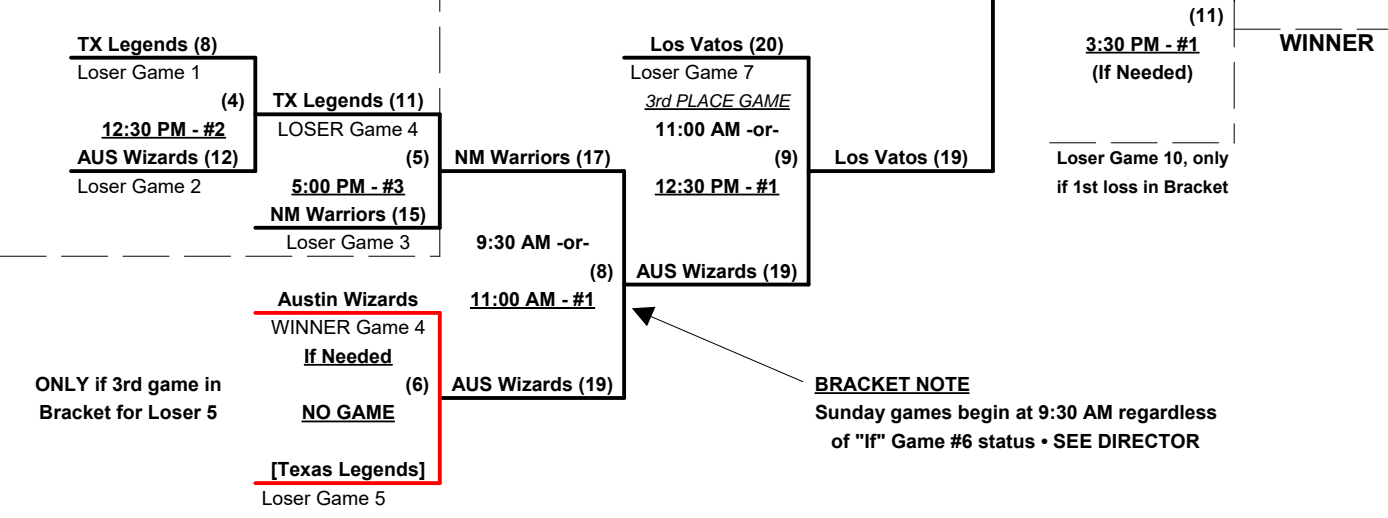 TX Legends (8)
Loser Game 1
(4)
12:30 PM - #2
AUS Wizards (12)
Loser Game 2
TX Legends (11)
LOSER Game 4
(5)
5:00 PM - #3
NM Warriors (15)
Loser Game 3
NM Warriors (17)
9:30 AM -or-
(8)
11:00 AM - #1
Austin Wizards
WINNER Game 4
If Needed
(6)
NO GAME
[Texas Legends]
Loser Game 5
ONLY if 3rd game in
Bracket for Loser 5
AUS Wizards (19)
Los Vatos (20)
Loser Game 7
3rd PLACE GAME
11:00 AM -or-
(9)
12:30 PM - #1
AUS Wizards (19)
Los Vatos (19)
(11)
3:30 PM - #1
(If Needed)
WINNER
Loser Game 10, only
if 1st loss in Bracket
BRACKET NOTE
Sunday games begin at 9:30 AM regardless
of "If" Game #6 status • SEE DIRECTOR